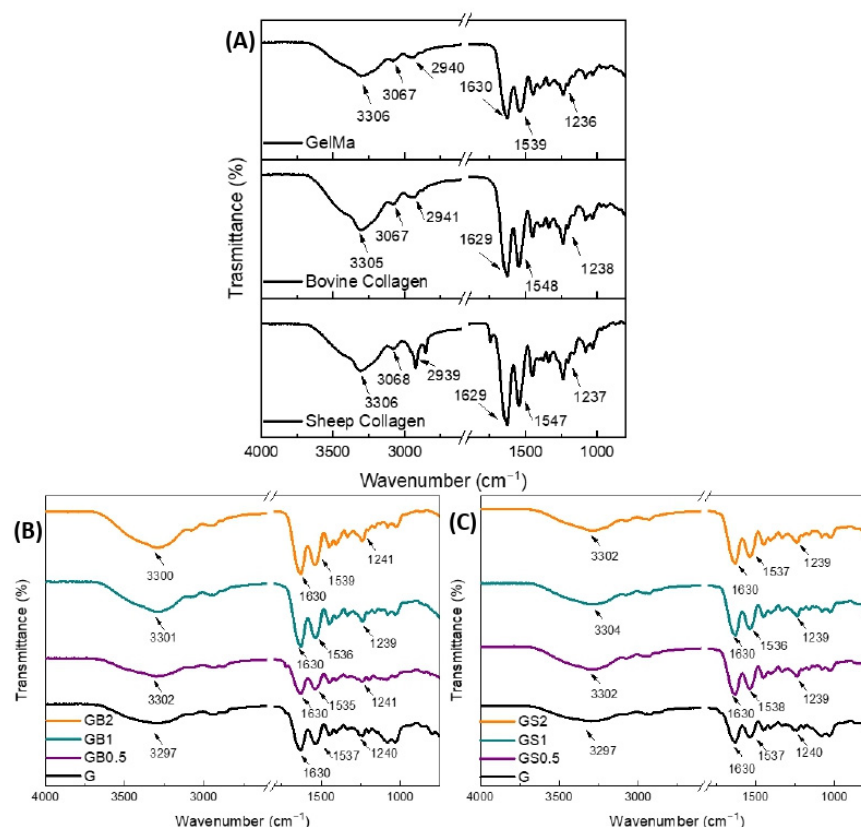 (A)
Trasmittance (%)
3306
3067
2940
1630
1539
1236
GelMa
3305
3067
2941
1629
1548
1238
Bovine Collagen
3306
3068
2939
1629
1547
1237
Sheep Collagen
4000 3500 3000 1500 1000
Wavenumber (cm⁻¹)
(B)
Transmittance (%)
3300
1630
1539
1241
3301
1630
1536
1239
3302
1630
1535
1241
3297
1630
1537
1240
GB2
GB1
GB0.5
G
4000 3500 3000 1500 1000
Wavenumber (cm⁻¹)
(C)
Transmittance (%)
3302
1630
1537
1239
3304
1630
1536
1239
3302
1630
1538
1239
3297
1630
1537
1240
GS2
GS1
GS0.5
G
4000 3500 3000 1500 1000
Wavenumber (cm⁻¹)